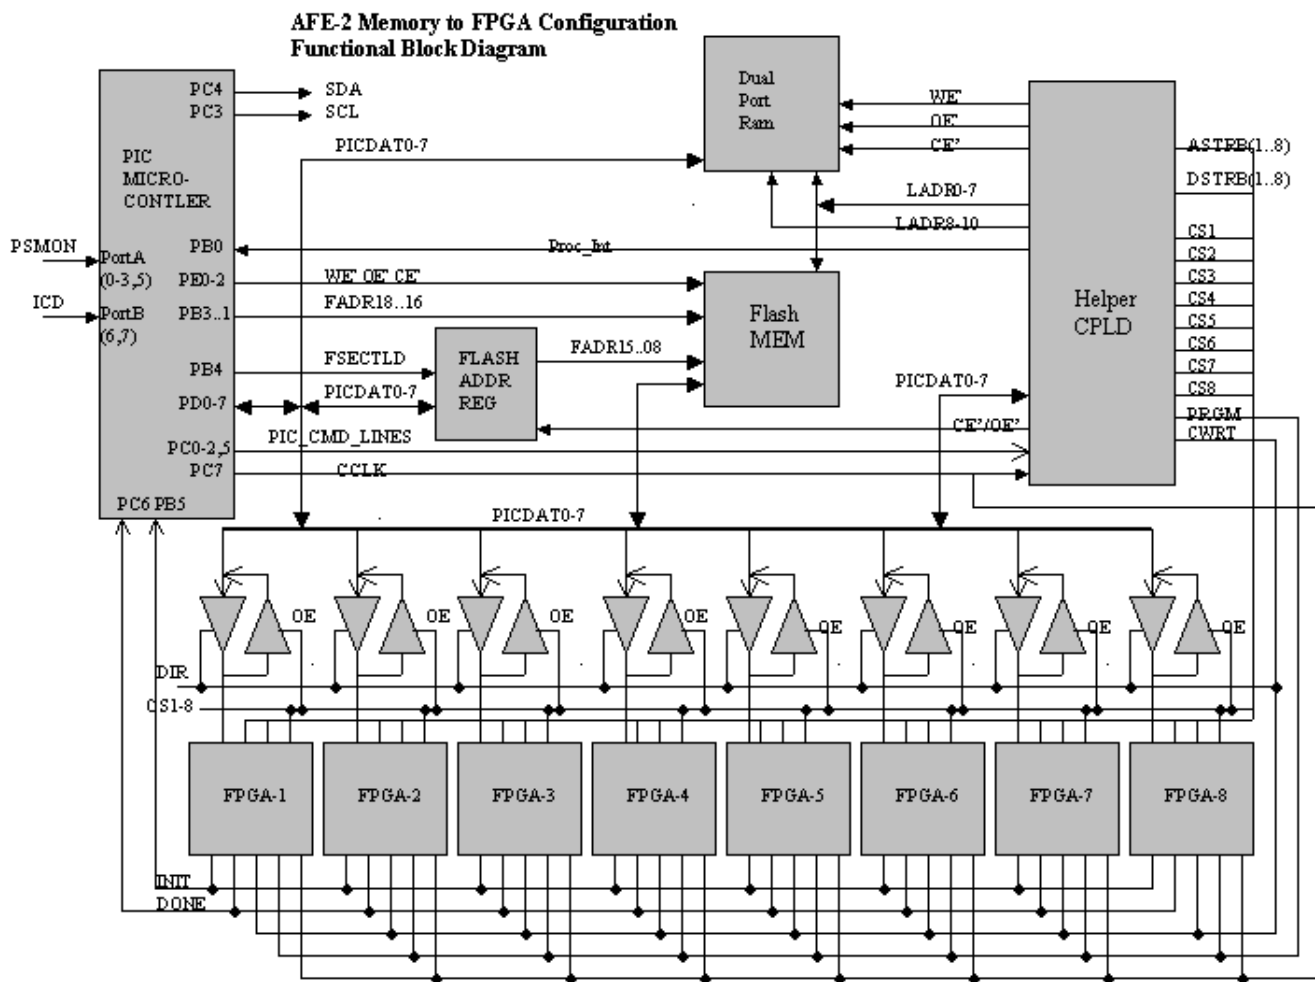 AFE-2 Memory to FPGA Configuration
Functional Block Diagram
PC4
SDA
PC3
SCL
PIC
MICRO-
CONTLER
PICDAT0-7
Dual
Port
Ram
WE'
OE'
CE'
ASTRB(1..8)
DSTRB(1..8)
LADR0-7
LADR8-10
PSMON
PortA
(0-3,5)
PB0
Proc_Int
PE0-2
WE' OE' CE'
ICD
PortB
(6,7)
PB3..1
FADR18..16
Flash
MEM
Helper
CPLD
CS1
CS2
CS3
CS4
CS5
CS6
CS7
CS8
PRGM
CWRT
PB4
FSECTLD
FLASH
ADDR
REG
FADR15..08
PD0-7
PICDAT0-7
PICDAT0-7
CE'/OE'
PC0-2,5
PIC_CMD_LINES
PC7
CCLK
PC6 PB5
PICDAT0-7
OE
OE
OE
OE
OE
OE
OE
OE
DIR
CS1-8
FPGA-1
FPGA-2
FPGA-3
FPGA-4
FPGA-5
FPGA-6
FPGA-7
FPGA-8
INIT
DONE